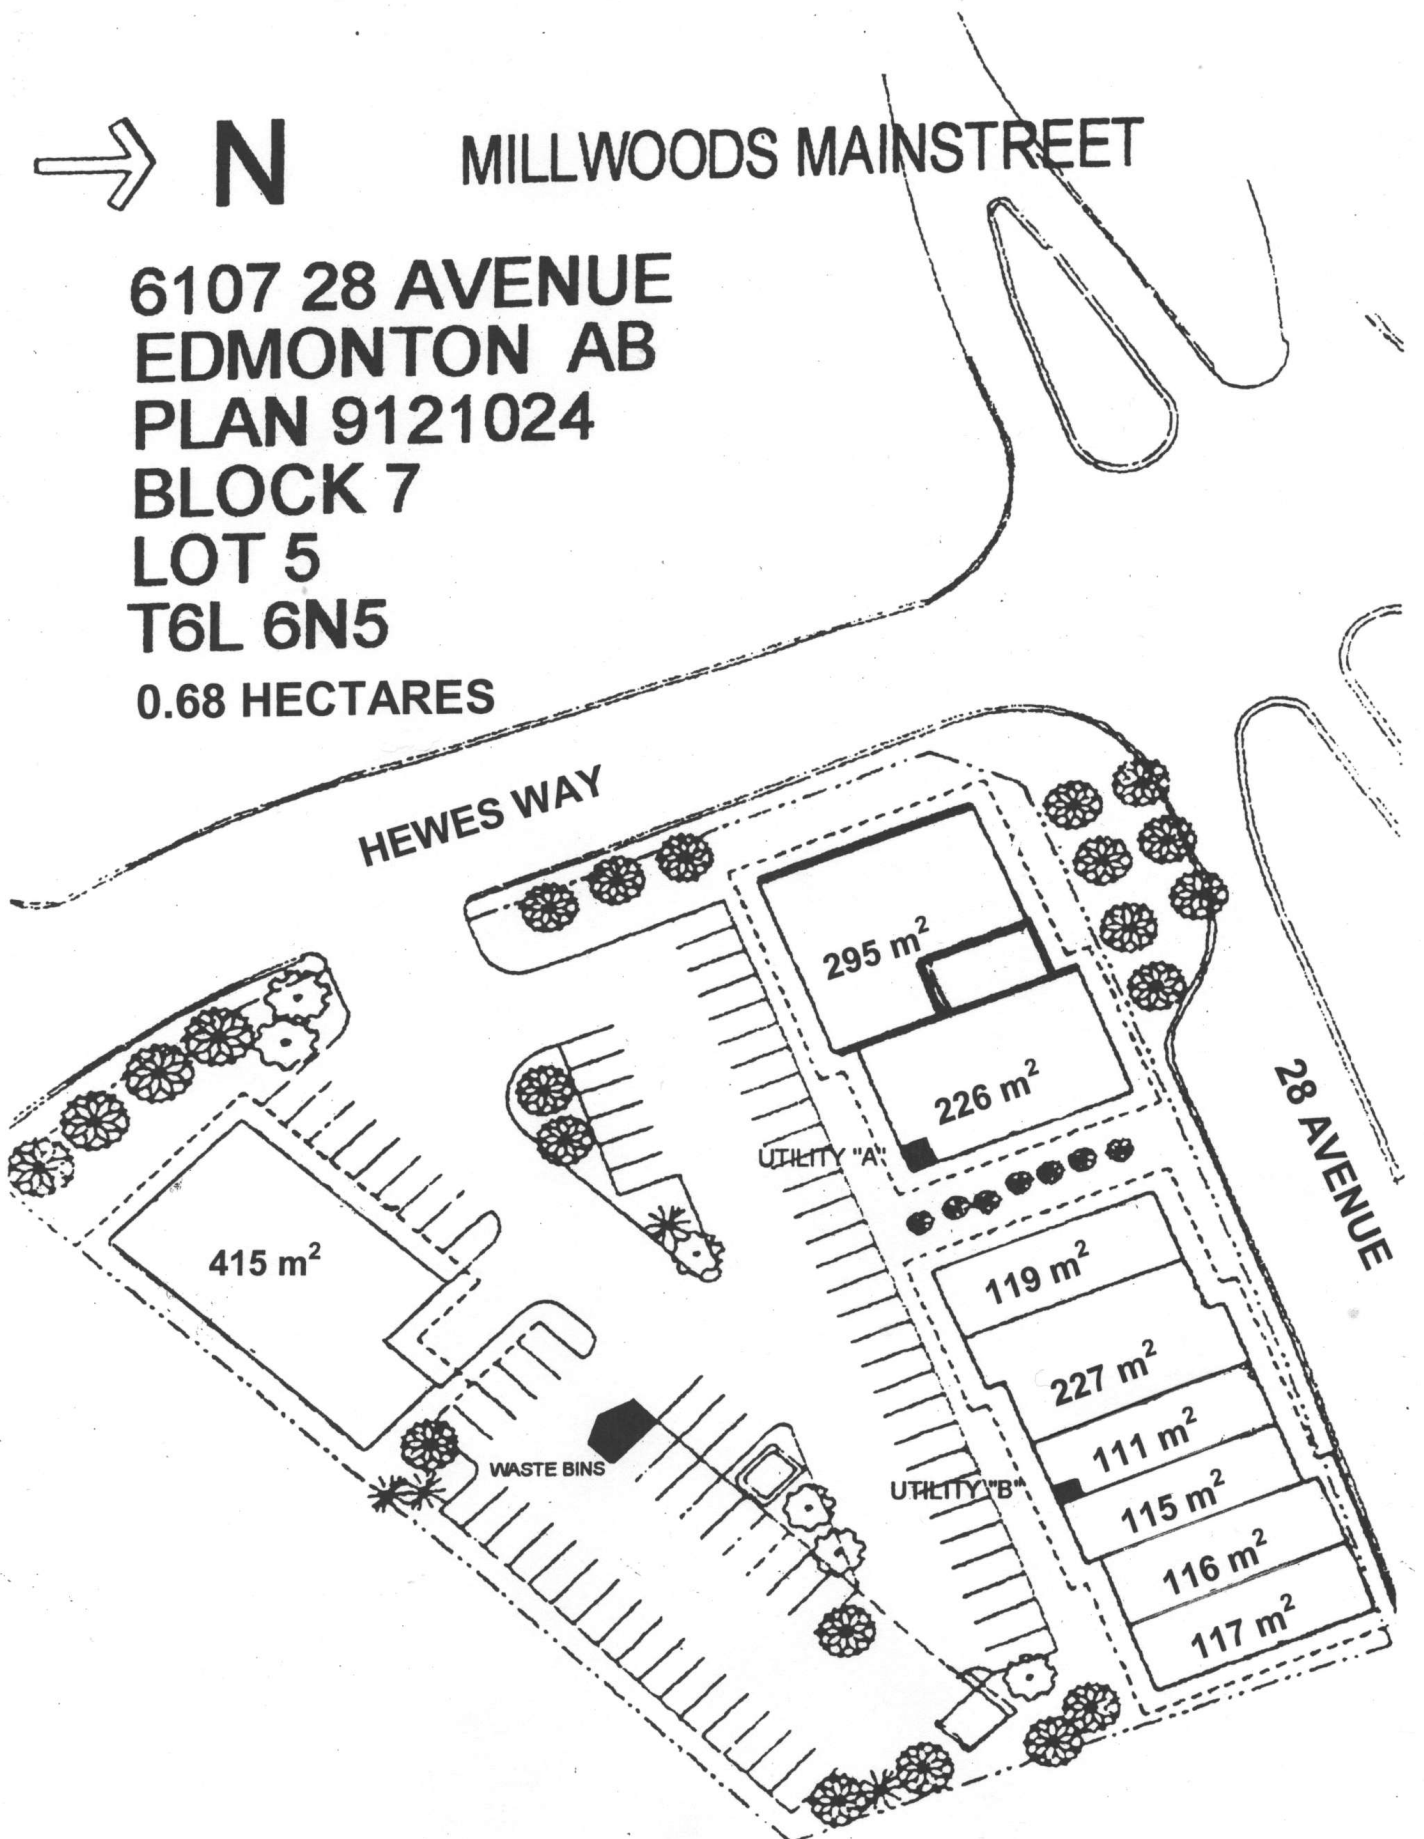 N
MILLWOODS MAINSTREET
6107 28 AVENUE
EDMONTON AB
PLAN 9121024
BLOCK 7
LOT 5
T6L 6N5
0.68 HECTARES
HEWES WAY
295 m²
226 m²
UTILITY "A"
28 AVENUE
415 m²
119 m²
227 m²
111 m²
WASTE BINS
UTILITY "B"
115 m²
116 m²
117 m²